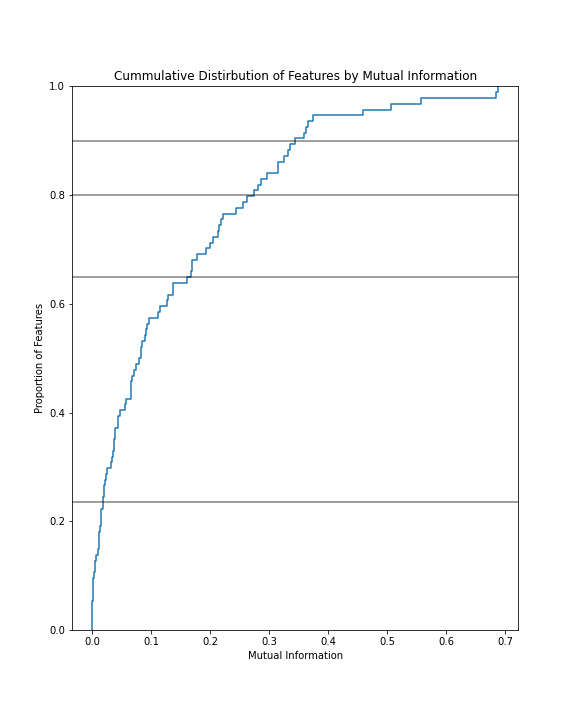 Cummulative Distirbution of Features by Mutual Information
1.0
0.8
0.6
0.4
0.2
0.0
Proportion of Features
0.0 0.1 0.2 0.3 0.4 0.5 0.6 0.7
Mutual Information